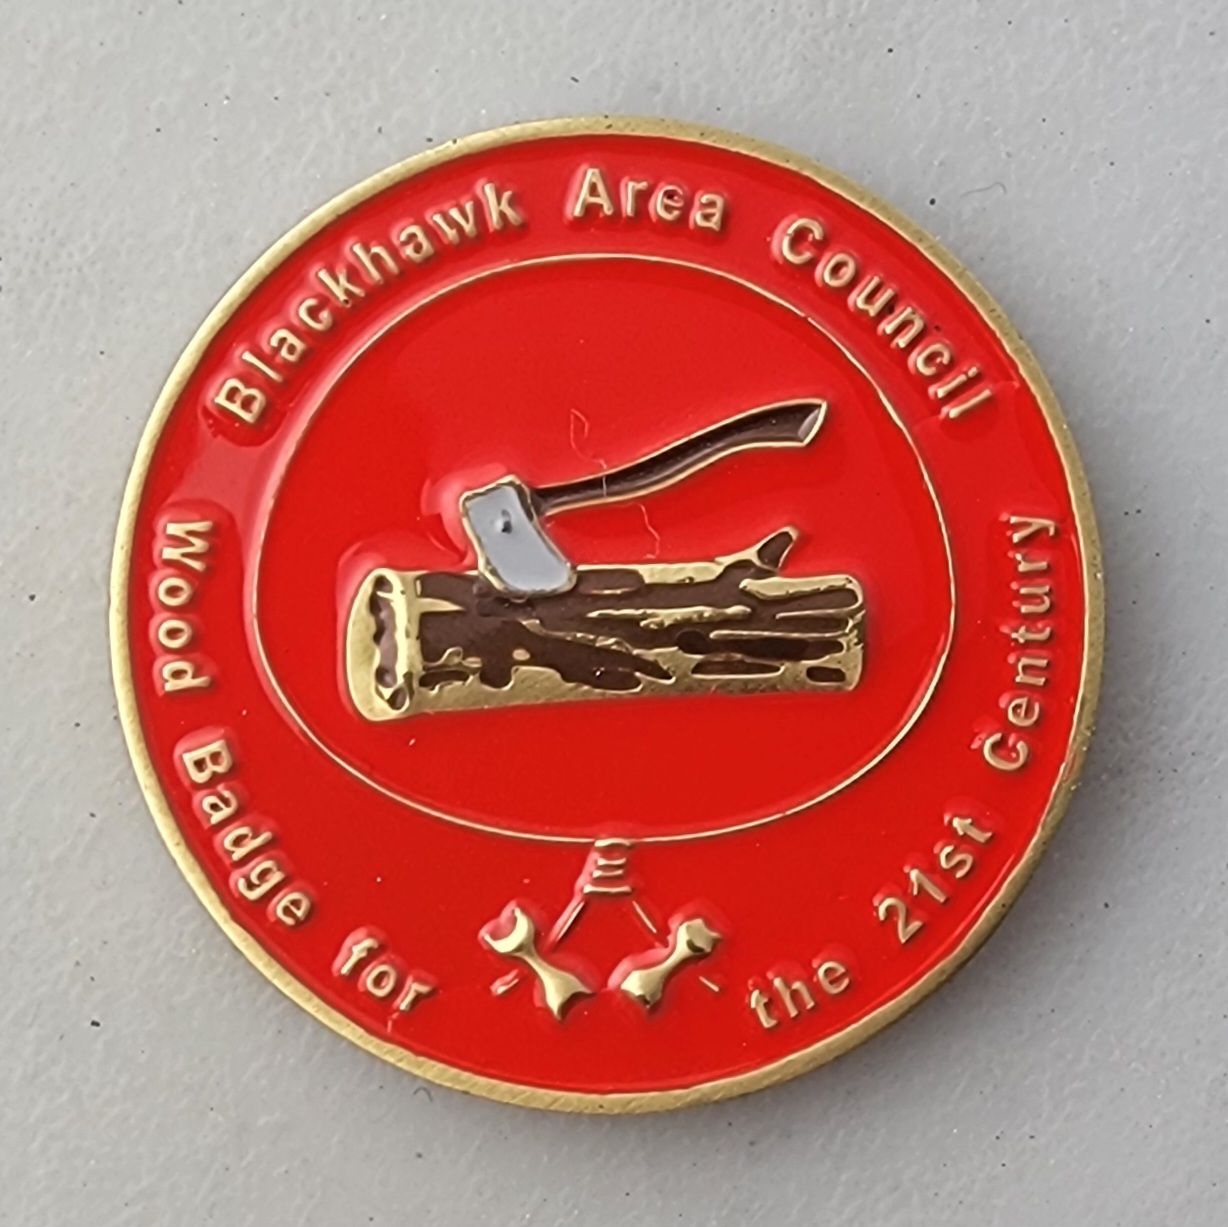 Blackhawk Area Council
Wood Badge for the 21st Century